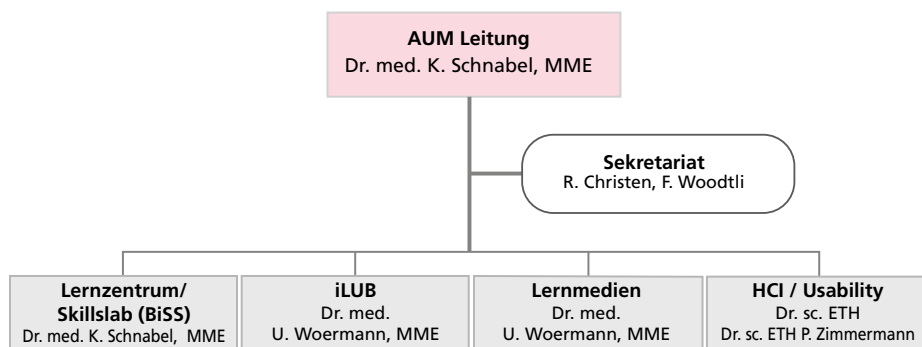 AUM Leitung
Dr. med. K. Schnabel, MME
Sekretariat
R. Christen, F. Woodtli
Lernzentrum/
Skillslab (BiSS)
Dr. med. K. Schnabel, MME
iLUB
Dr. med.
U. Woermann, MME
Lernmedien
Dr. med.
U. Woermann, MME
HCI / Usability
Dr. sc. ETH
Dr. sc. ETH P. Zimmermann